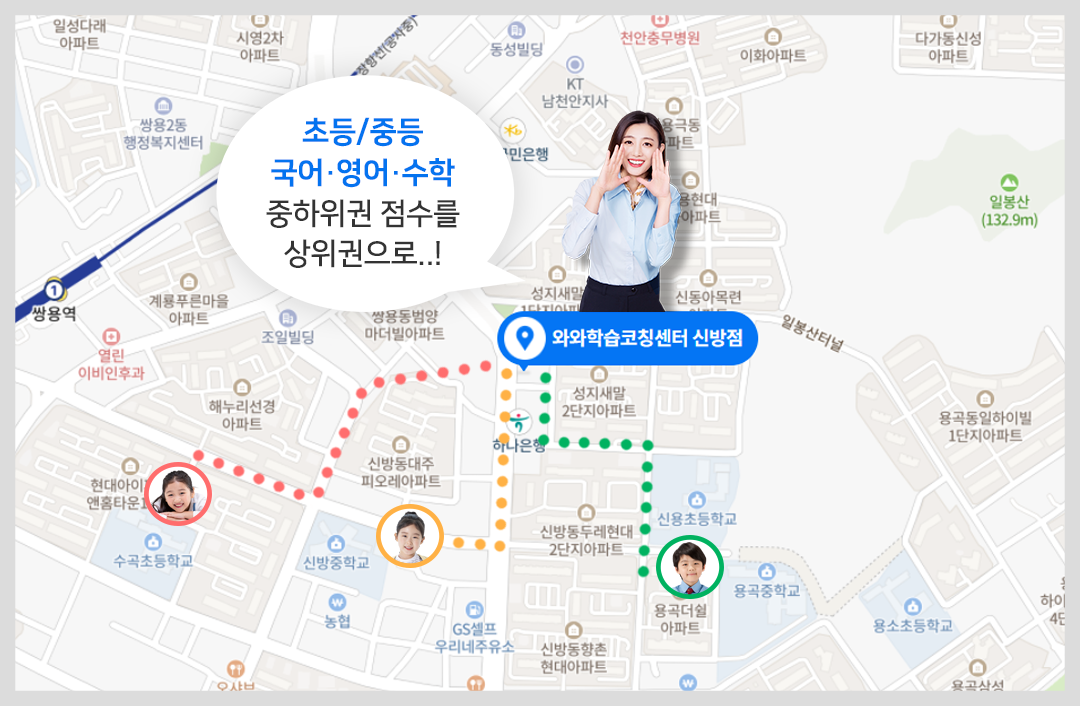 일성다래
아파트
시영2차
아파트
동성빌딩
천안충무병원
이화아파트
다가동신성
아파트
KT
남천안지사
쌍용2동
행정복지센터
초등/중등
국어·영어·수학
중하위권 점수를
상위권으로..!
일봉산
(132.9m)
1
쌍용역
계룡푸른마을
아파트
조일빌딩
쌍용동범양
마더빌아파트
성지새말
1단지아파트
신동아목련
일봉산터널
와와학습코칭센터 신방점
열린
이비인후과
해누리선경
아파트
성지새말
2단지아파트
하나은행
용곡동일하이빌
1단지아파트
신방동대주
피오레아파트
현대아이
앤홈타운
수곡초등학교
신방중학교
신방동두레현대
2단지아파트
신용초등학교
용곡중학교
농협
GS셀프
우리네주유소
용곡더쉴
아파트
용소초등학교
신방동향촌
현대아파트
용곡삼성